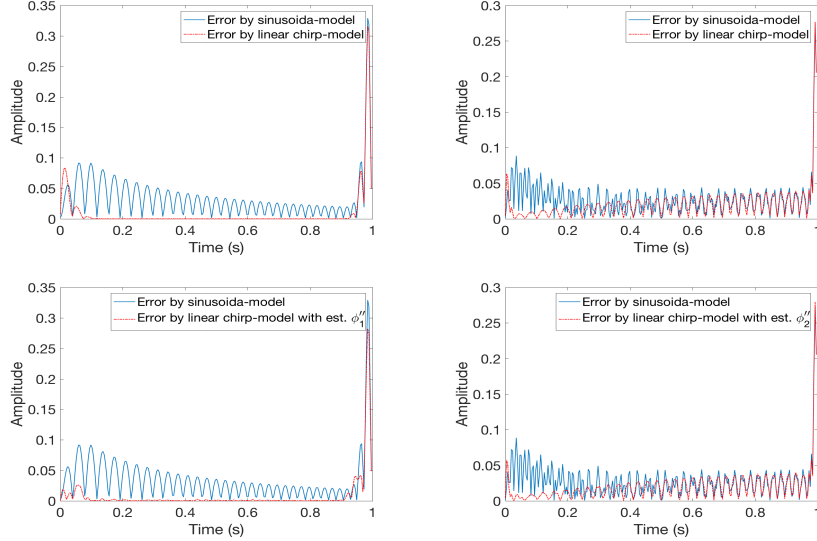 0.35
0.3
0.25
0.2
0.15
0.1
0.05
0
Amplitude
Error by sinusoida-model
Error by linear chirp-model
0 0.2 0.4 0.6 0.8 1
Time (s)
0.3
0.25
0.2
0.15
0.1
0.05
0
Amplitude
Error by sinusoida-model
Error by linear chirp-model
0 0.2 0.4 0.6 0.8 1
Time (s)
0.35
0.3
0.25
0.2
0.15
0.1
0.05
0
Amplitude
Error by sinusoida-model
Error by linear chirp-model with est. ϕ₁″
0 0.2 0.4 0.6 0.8 1
Time (s)
0.3
0.25
0.2
0.15
0.1
0.05
0
Amplitude
Error by sinusoida-model
Error by linear chirp-model with est. ϕ₂″
0 0.2 0.4 0.6 0.8 1
Time (s)